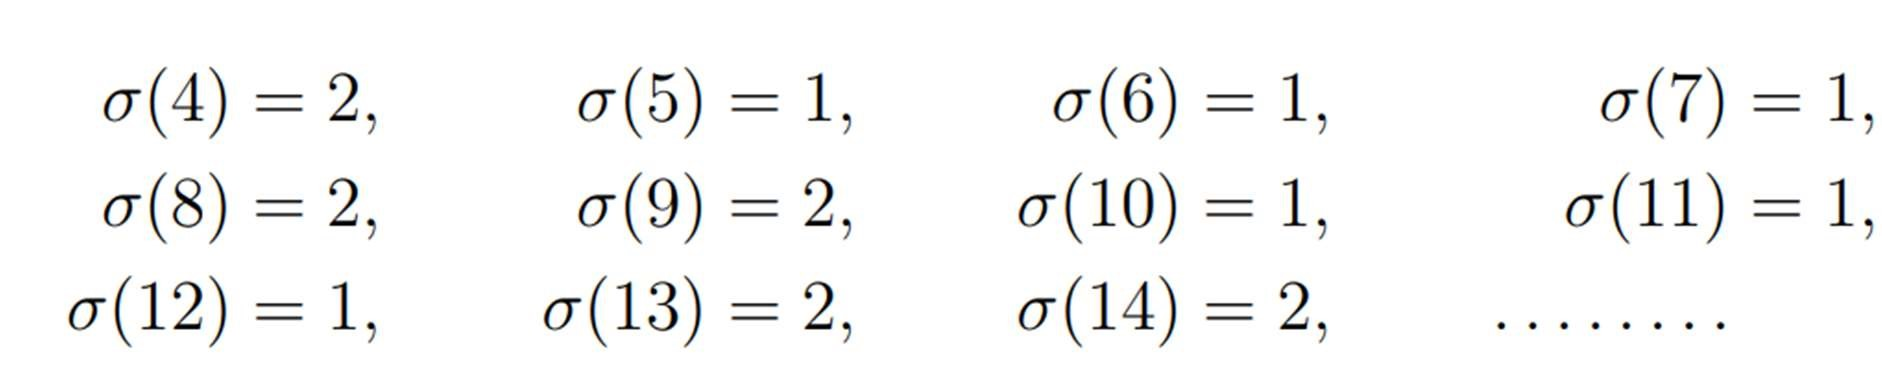 σ(4) = 2, σ(5) = 1, σ(6) = 1, σ(7) = 1,
σ(8) = 2, σ(9) = 2, σ(10) = 1, σ(11) = 1,
σ(12) = 1, σ(13) = 2, σ(14) = 2, ........